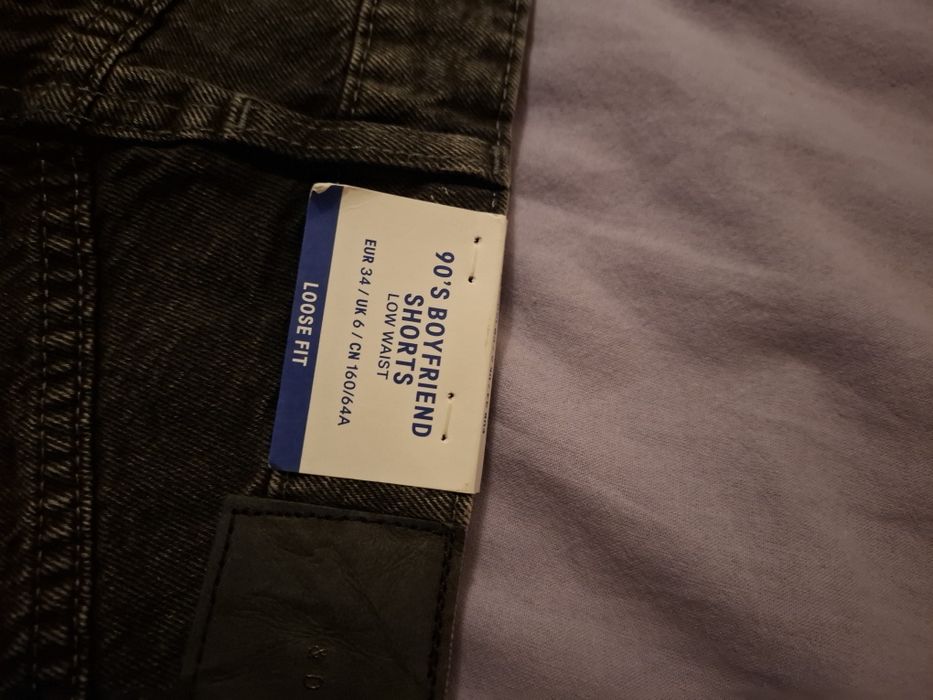 90'S BOYFRIEND
SHORTS
LOW WAIST
EUR 34 / UK 6 / CN 160/64A
LOOSE FIT
& D